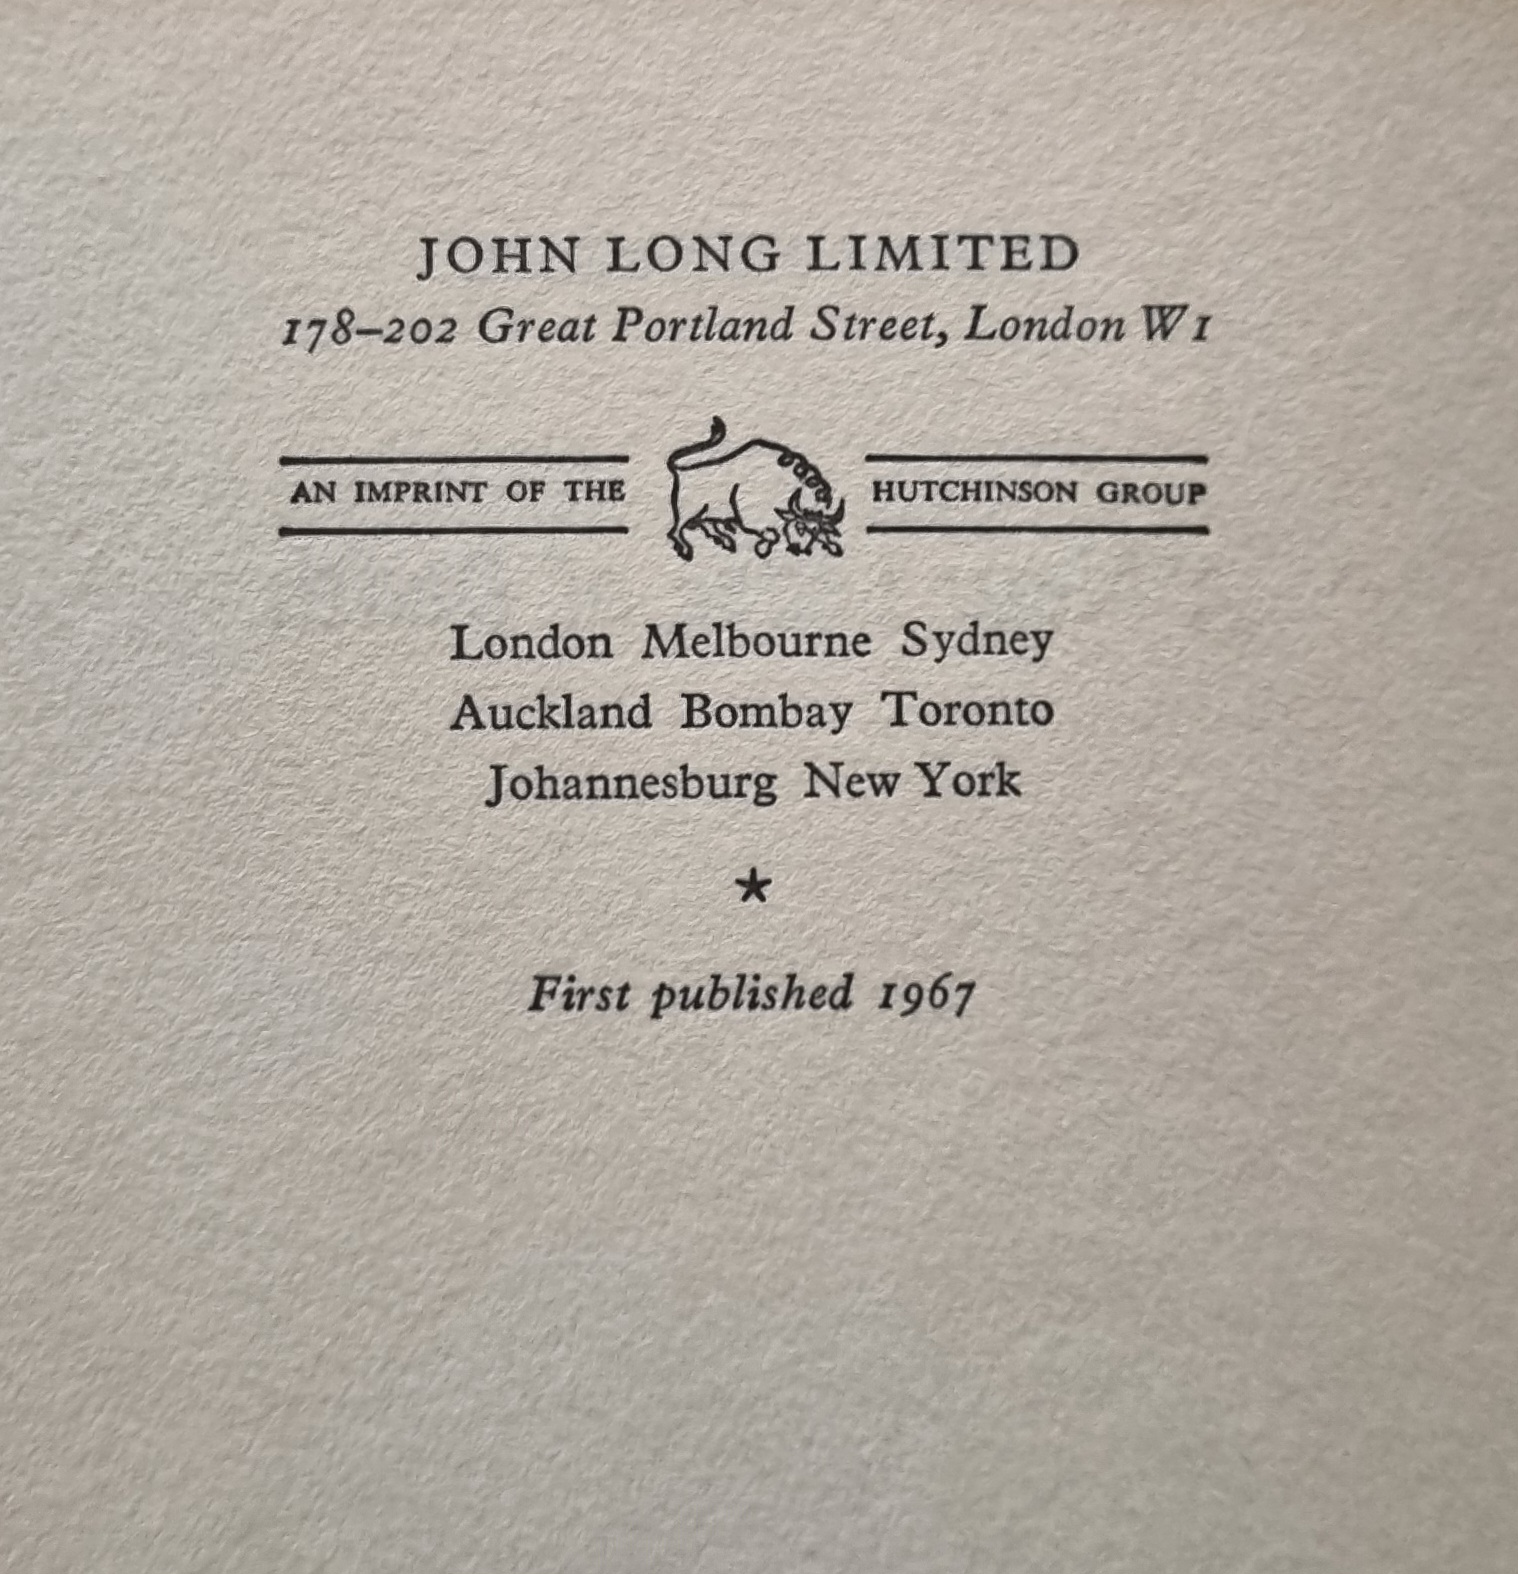 JOHN LONG LIMITED
178–202 Great Portland Street, London W1
AN IMPRINT OF THE HUTCHINSON GROUP
London Melbourne Sydney
Auckland Bombay Toronto
Johannesburg New York
★
First published 1967